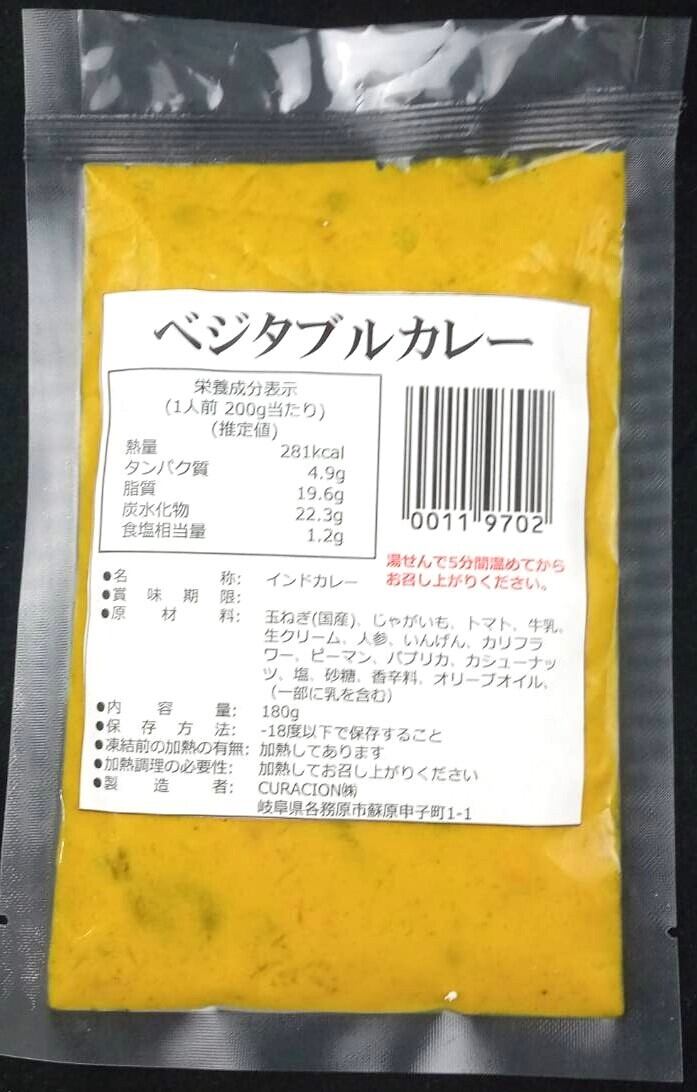 ベジタブルカレー
栄養成分表示
(1人前 200g当たり)
(推定値)
熱量 281kcal
タンパク質 4.9g
脂質 19.6g
炭水化物 22.3g
食塩相当量 1.2g
0011 9702
湯せんで5分間温めてから
お召し上がりください。
●名称: インドカレー
●賞味期限:
●原材料: 玉ねぎ(国産)、じゃがいも、トマト、牛乳、
生クリーム、人参、いんげん、カリフラ
ワー、ピーマン、パプリカ、カシューナッ
ツ、塩、砂糖、香辛料、オリーブオイル、
(一部に乳を含む)
●内容量: 180g
●保存方法: -18度以下で保存すること
●凍結前の加熱の有無: 加熱してあります
●加熱調理の必要性: 加熱してお召し上がりください
●製造者: CURACION㈱
岐阜県各務原市蘇原申子町1-1